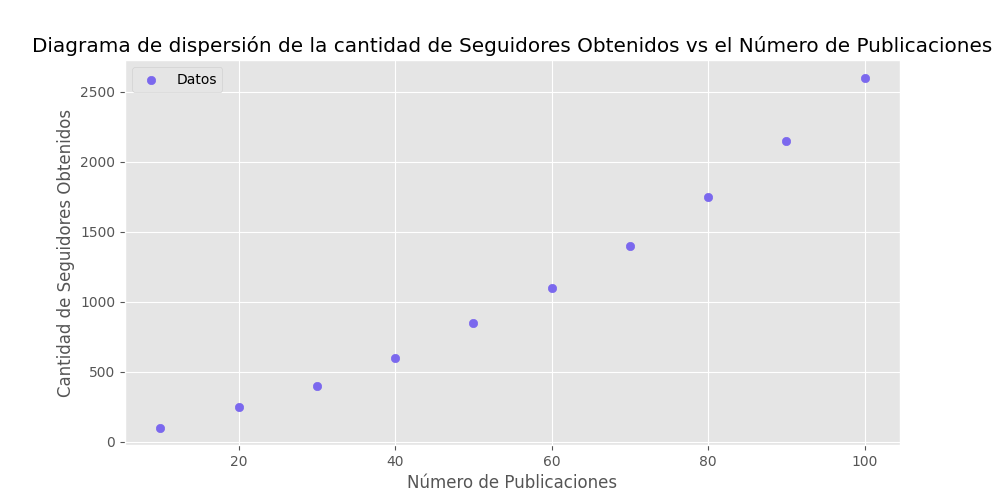 Diagrama de dispersión de la cantidad de Seguidores Obtenidos vs el Número de Publicaciones
Datos
Cantidad de Seguidores Obtenidos
2500
2000
1500
1000
500
0
20 40 60 80 100
Número de Publicaciones